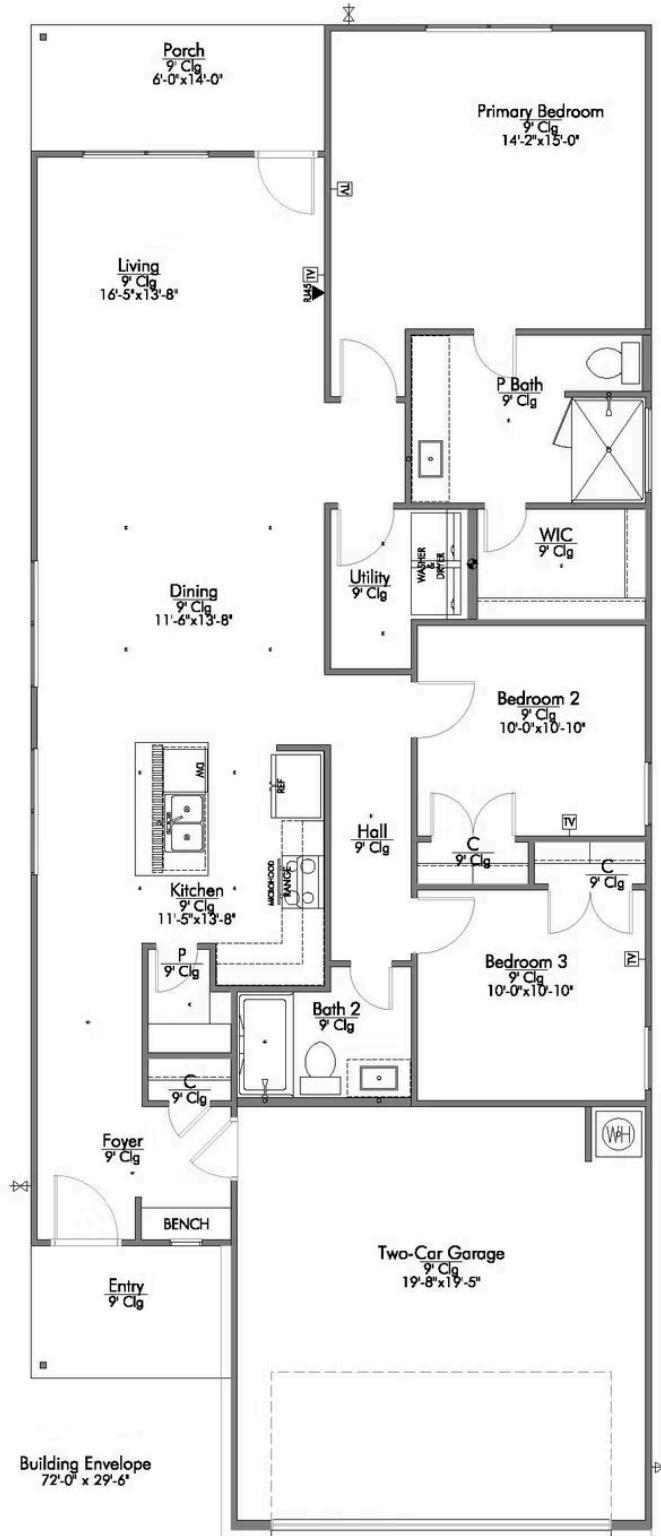 Porch
9' Clg
6'-0"x14'-0"
Primary Bedroom
9' Clg
14'-2"x15'-0"
TV
Living
9' Clg
16'-5"x13'-8"
TV
RJ45
P Bath
9' Clg
WIC
9' Clg
Utility
9' Clg
WASHER
&
DRYER
Dining
9' Clg
11'-6"x13'-8"
Bedroom 2
9' Clg
10'-0"x10'-10"
TV
DW
REF
Hall
9' Clg
C
9' Clg
C
9' Clg
MICROHOOD
RANGE
Kitchen
9' Clg
11'-5"x13'-8"
P
9' Clg
Bedroom 3
9' Clg
10'-0"x10'-10"
TV
Bath 2
9' Clg
C
9' Clg
WH
Foyer
9' Clg
BENCH
Two-Car Garage
9' Clg
19'-8"x19'-5"
Entry
9' Clg
Building Envelope
72'-0" x 29'-6"